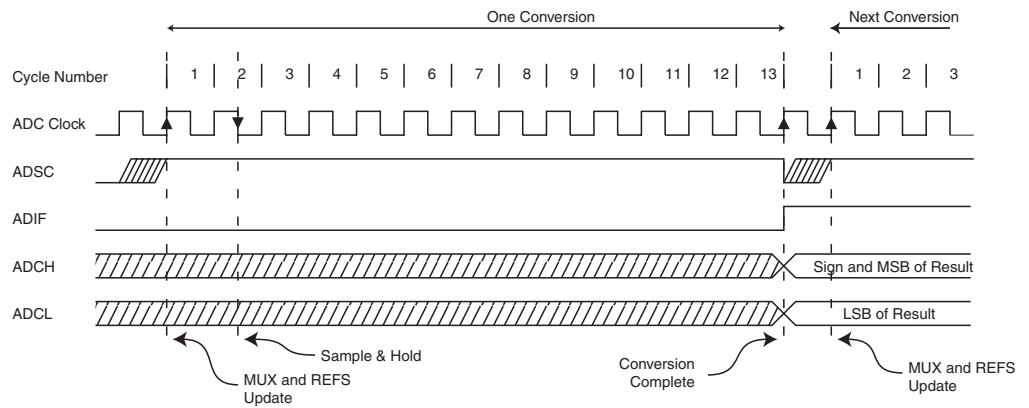 One Conversion
Next Conversion
Cycle Number 1 2 3 4 5 6 7 8 9 10 11 12 13 1 2 3
ADC Clock
ADSC
ADIF
ADCH
Sign and MSB of Result
ADCL
LSB of Result
Sample & Hold
MUX and REFS
Update
Conversion
Complete
MUX and REFS
Update